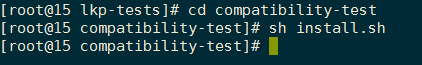 [root@15 lkp-tests]# cd compatibility-test
[root@15 compatibility-test]# sh install.sh
[root@15 compatibility-test]#